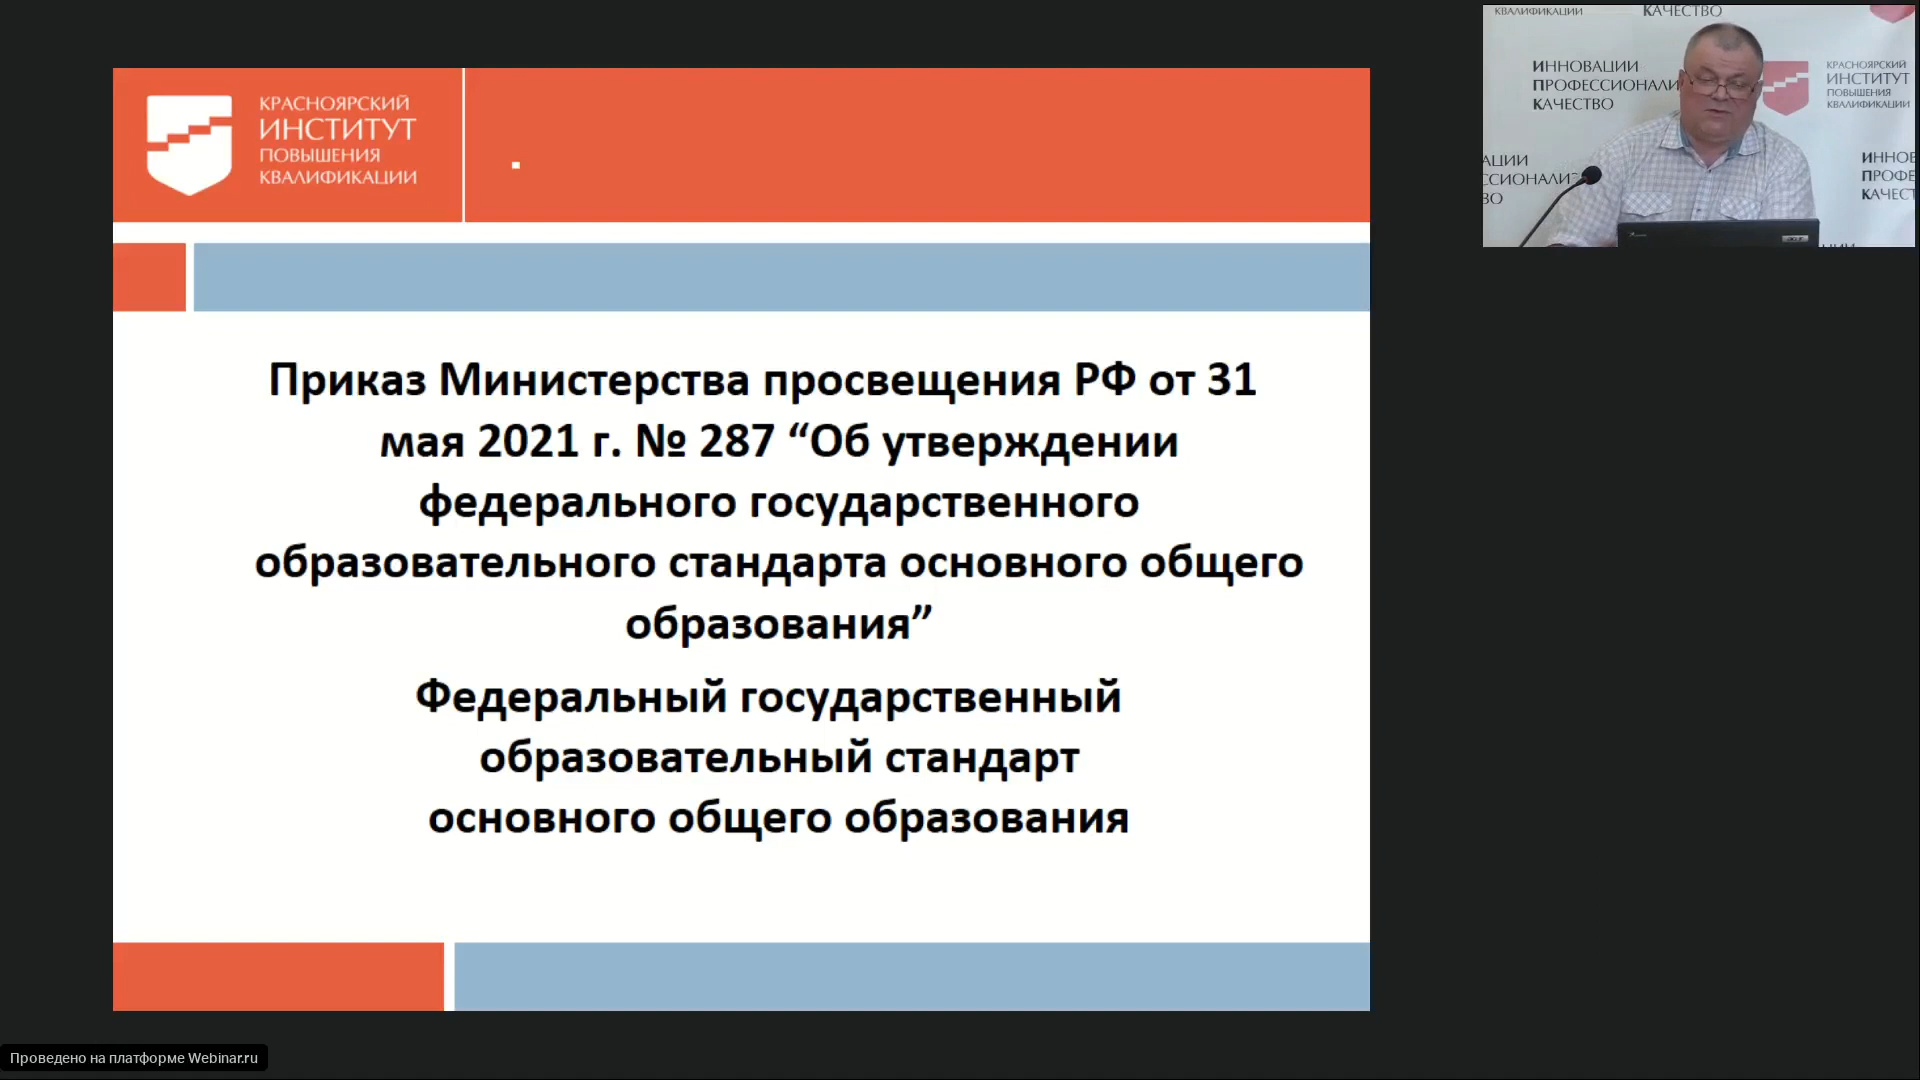 КРАСНОЯРСКИЙ
ИНСТИТУТ
ПОВЫШЕНИЯ
КВАЛИФИКАЦИИ
.
Приказ Министерства просвещения РФ от 31
мая 2021 г. № 287 “Об утверждении
федерального государственного
образовательного стандарта основного общего
образования”
Федеральный государственный
образовательный стандарт
основного общего образования
КВАЛИФИКАЦИИ
КАЧЕСТВО
ИННОВАЦИИ
ПРОФЕССИОНАЛИ
КАЧЕСТВО
КРАСНОЯРСКИЙ
ИНСТИТУТ
ПОВЫШЕНИЯ
КВАЛИФИКАЦИИ
АЦИИ
ССИОНАЛИЗ
ВО
ИННОВ
ПРОФЕ
КАЧЕСТ
acer
Проведено на платформе Webinar.ru